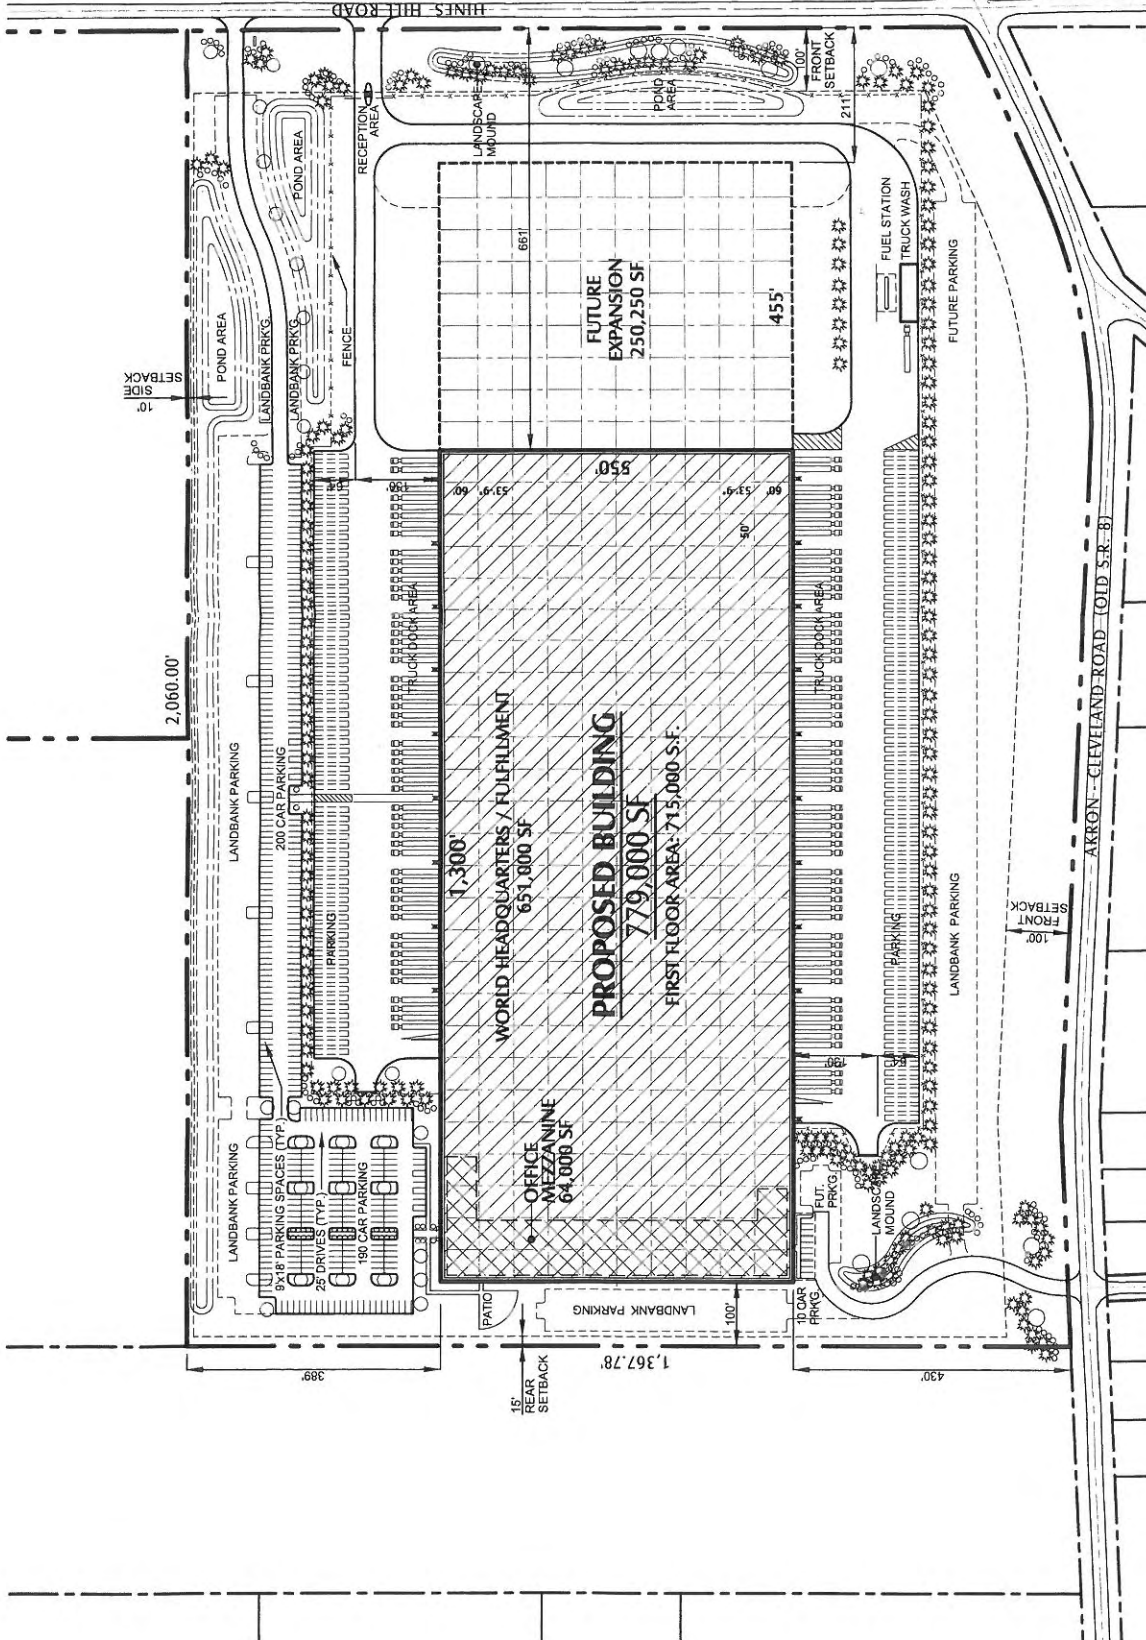 HINES HILL ROAD
100'
FRONT
SETBACK
211'
POND
AREA
LANDSCAPE
MOUND
RECEPTION
AREA
POND AREA
POND AREA
10'
SIDE
SETBACK
LANDBANK PRK'G.
LANDBANK PRK'G.
FENCE
661'
FUTURE
EXPANSION
250,250 SF
455'
FUEL STATION
TRUCK WASH
FUTURE PARKING
2,060.00'
550'
60'
53'-9"
53'-9"
60'
50'
TRUCK DOCK AREA
TRUCK DOCK AREA
LANDBANK PARKING
200 CAR PARKING
PARKING
1,300'
WORLD HEADQUARTERS / FULFILLMENT
651,000 SF
PROPOSED BUILDING
779,000 SF
FIRST FLOOR AREA: 715,000 S.F.
PARKING
LANDBANK PARKING
100'
FRONT
SETBACK
AKRON - CLEVELAND ROAD (OLD S.R. 8)
LANDBANK PARKING
9'x18' PARKING SPACES (TYP.)
25' DRIVES (TYP.)
190 CAR PARKING
OFFICE
MEZZANINE
64,000 SF
PATIO
LANDBANK PARKING
100'
10 CAR
PRK'G.
FUT.
PRK'G.
LANDSCAPE
MOUND
389'
15'
REAR
SETBACK
1,367.78'
430'